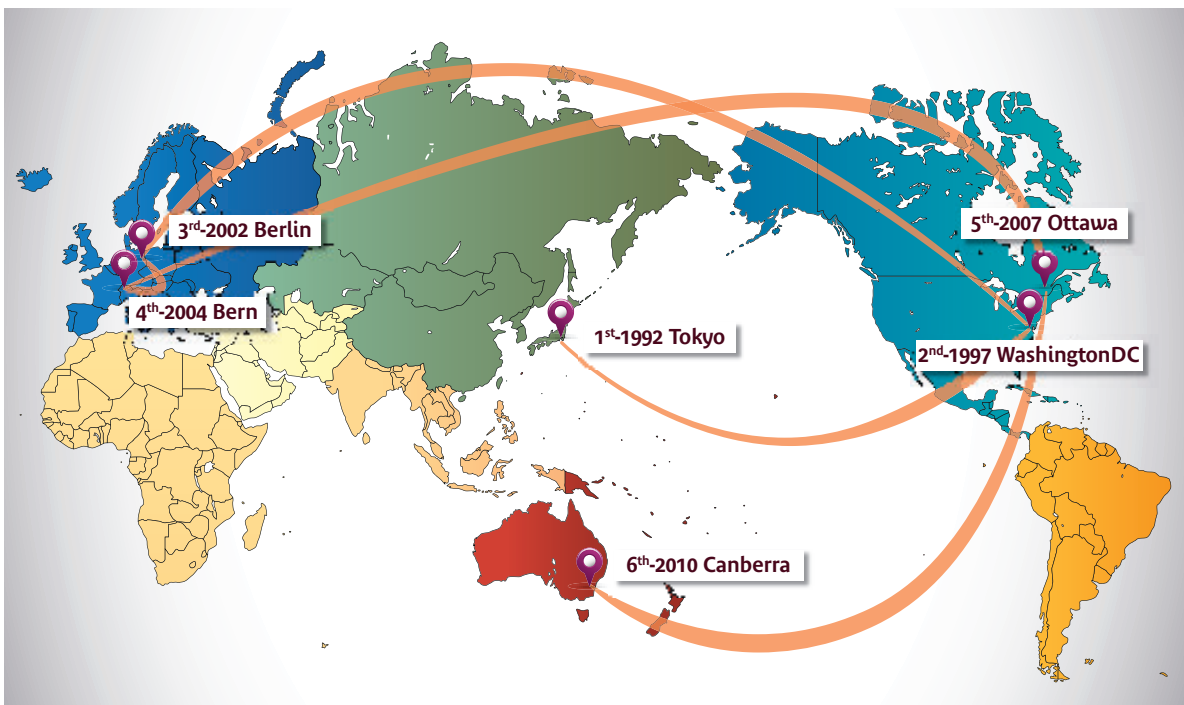 3rd-2002 Berlin
5th-2007 Ottawa
4th-2004 Bern
1st-1992 Tokyo
2nd-1997 WashingtonDC
6th-2010 Canberra